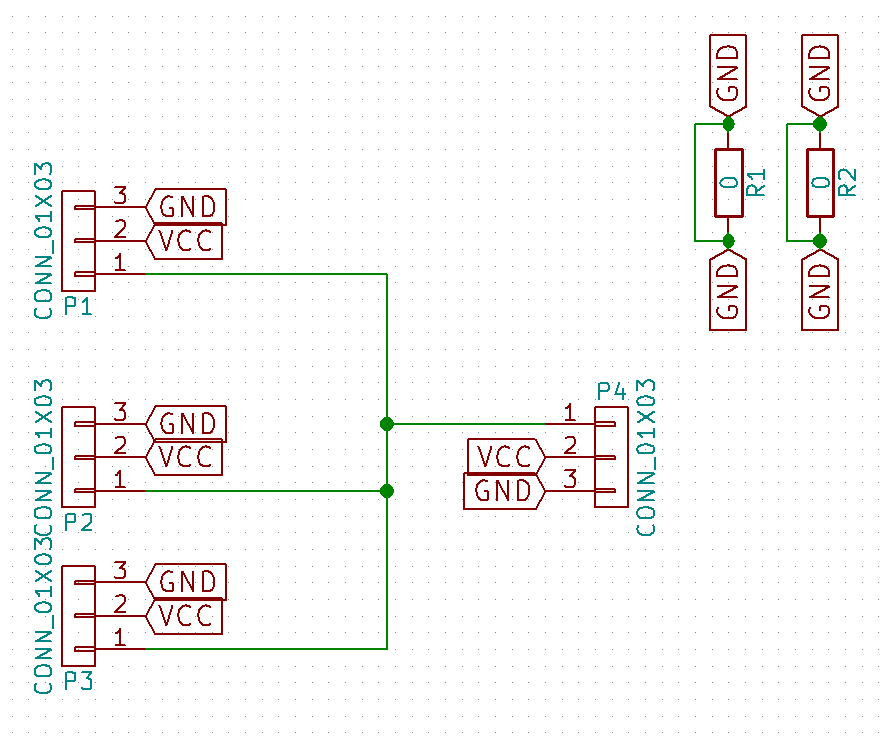 GND
GND
0
R1
0
R2
GND
GND
CONN_01X03
3
GND
2
VCC
1
P1
CONN_01X03
3
GND
2
VCC
1
P2
P4
CONN_01X03
1
VCC
2
GND
3
CONN_01X03
3
GND
2
VCC
1
P3